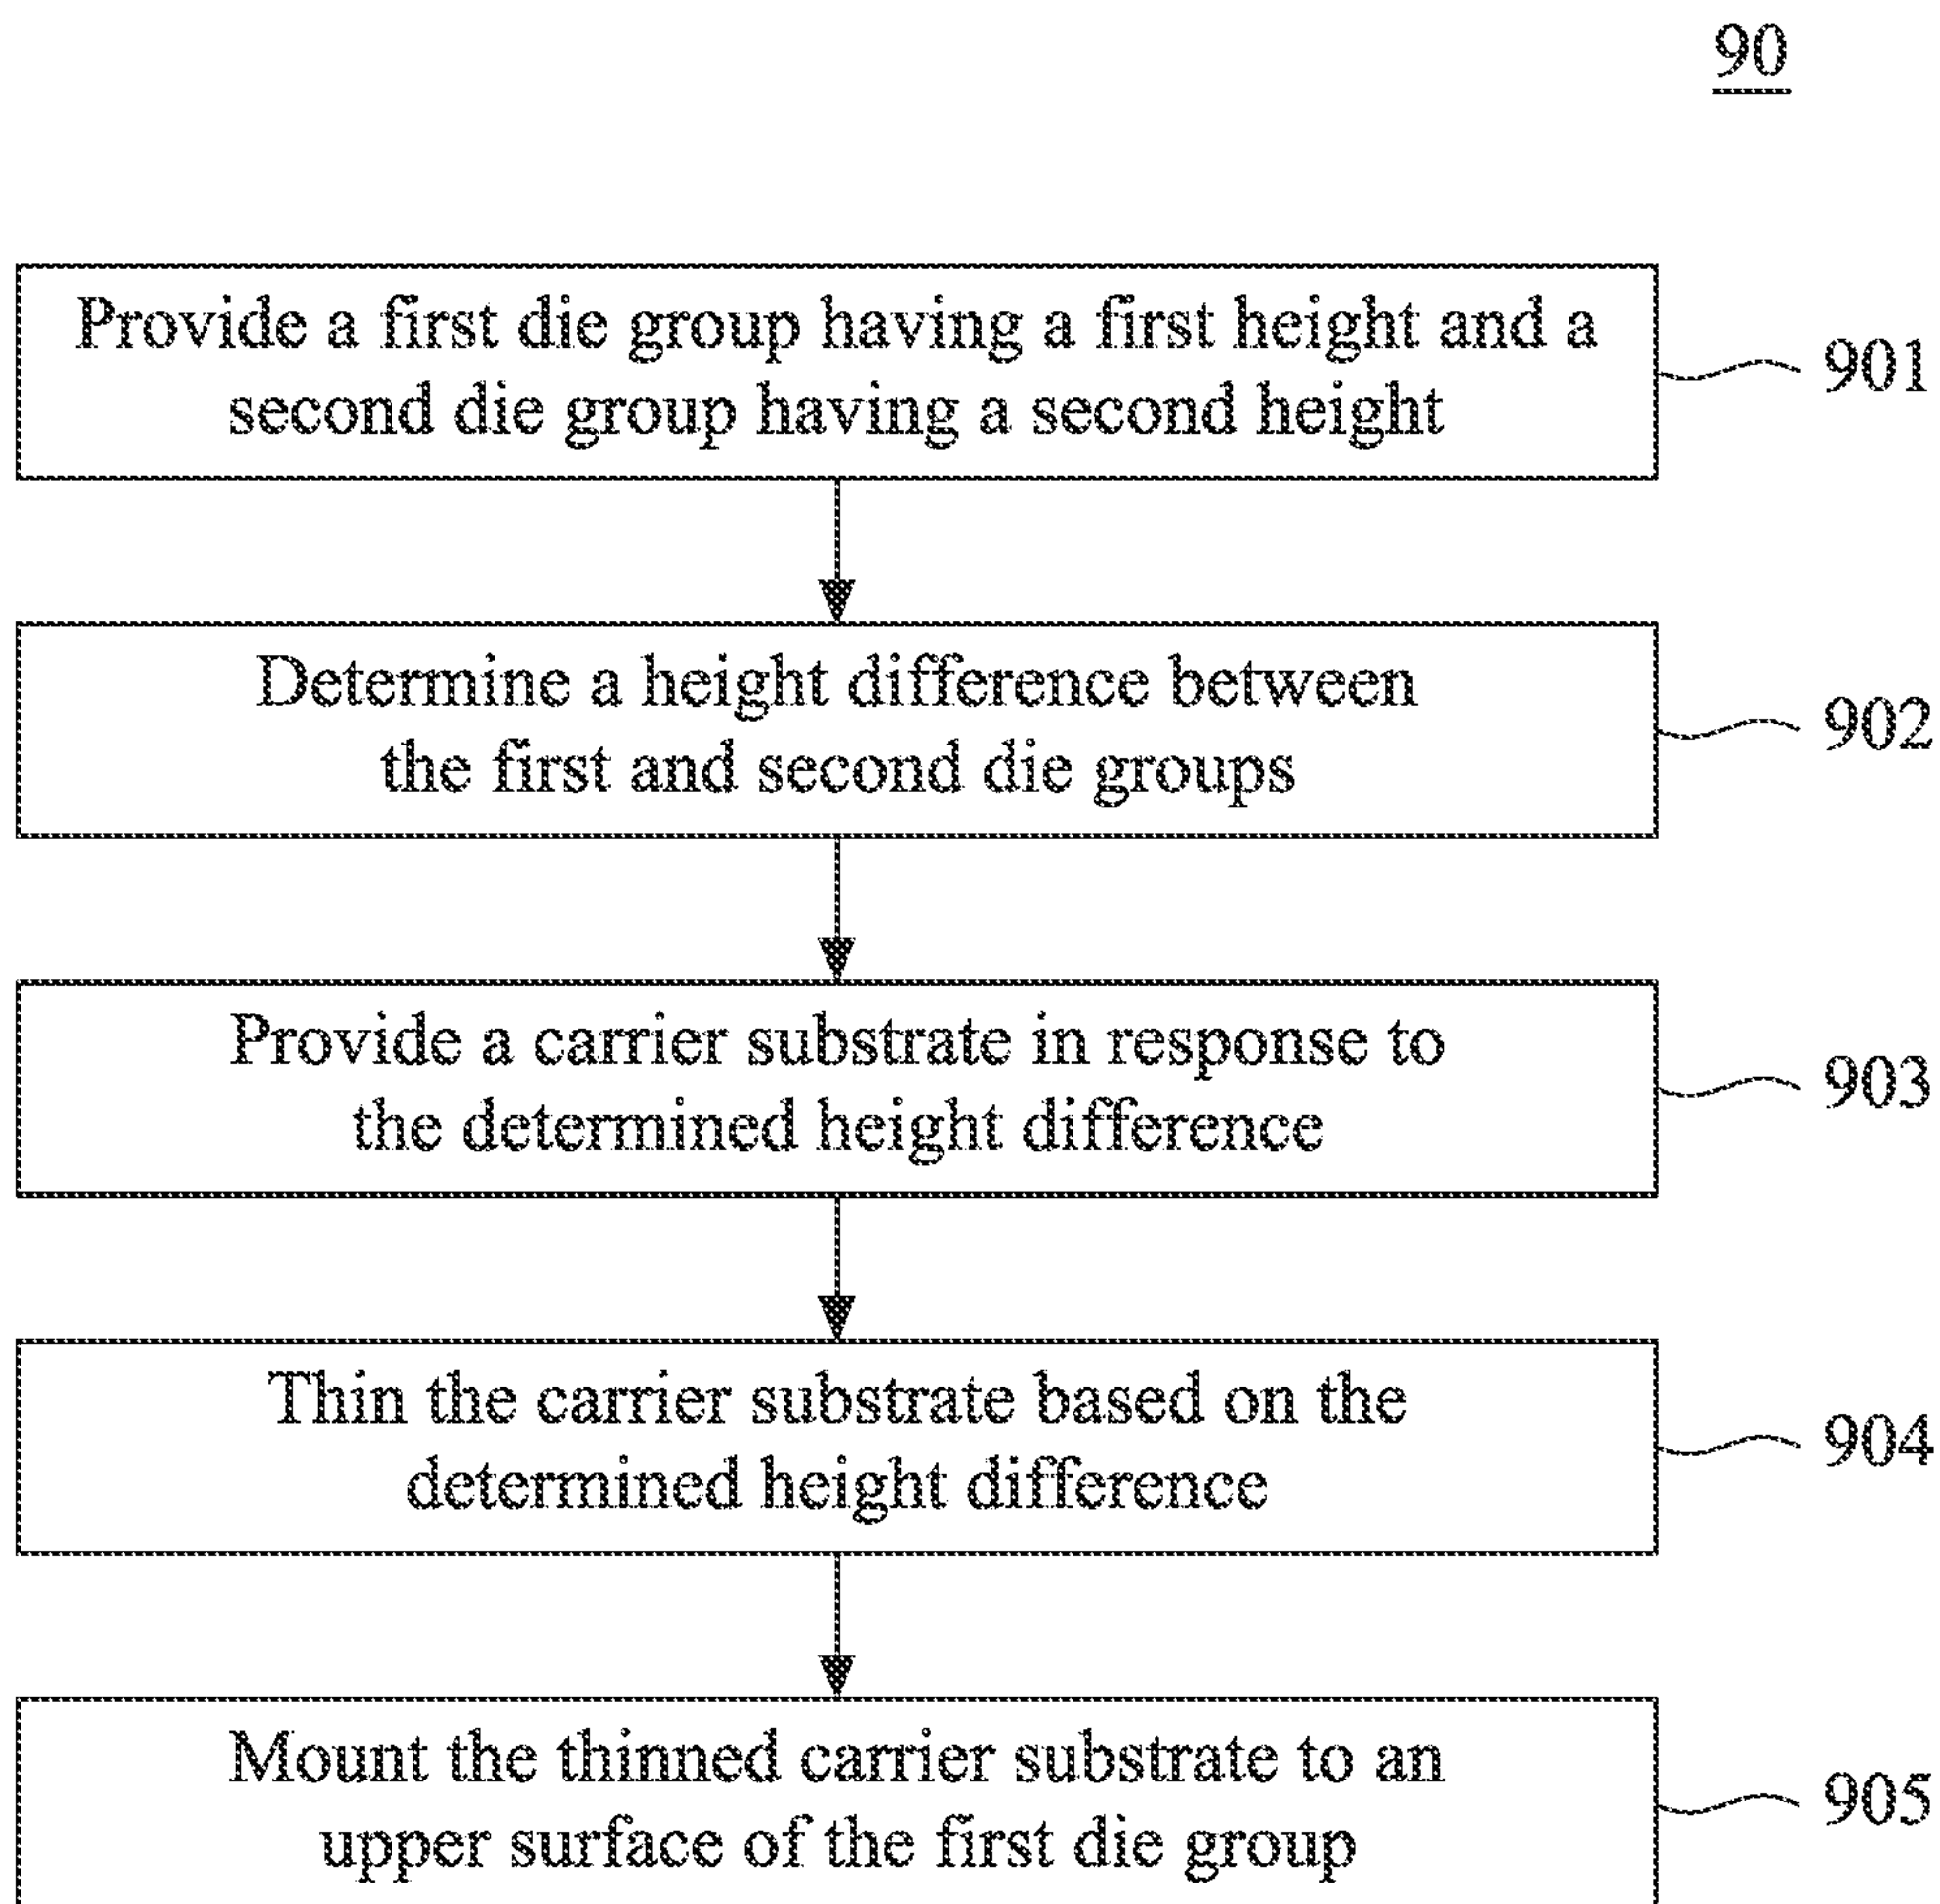 90
Provide a first die group having a first height and a
second die group having a second height
901
Determine a height difference between
the first and second die groups
902
Provide a carrier substrate in response to
the determined height difference
903
Thin the carrier substrate based on the
determined height difference
904
Mount the thinned carrier substrate to an
upper surface of the first die group
905